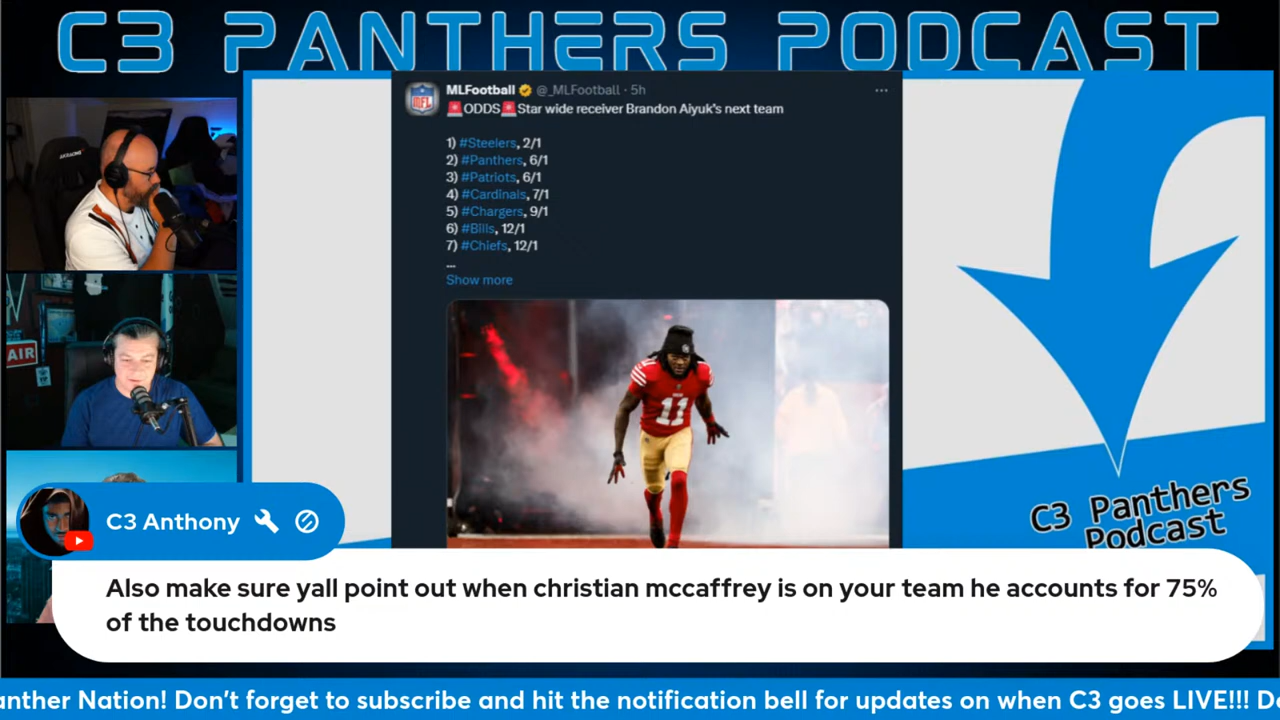 C3 PANTHERS PODCAST
MLFootball @_MLFootball · 5h
🚨ODDS🚨Star wide receiver Brandon Aiyuk's next team
1) #Steelers, 2/1
2) #Panthers, 6/1
3) #Patriots, 6/1
4) #Cardinals, 7/1
5) #Chargers, 9/1
6) #Bills, 12/1
7) #Chiefs, 12/1
...
Show more
11
AIR
C3 Panthers
Podcast
C3 Anthony
Also make sure yall point out when christian mccaffrey is on your team he accounts for 75%
of the touchdowns
anther Nation! Don't forget to subscribe and hit the notification bell for updates on when C3 goes LIVE!!! D